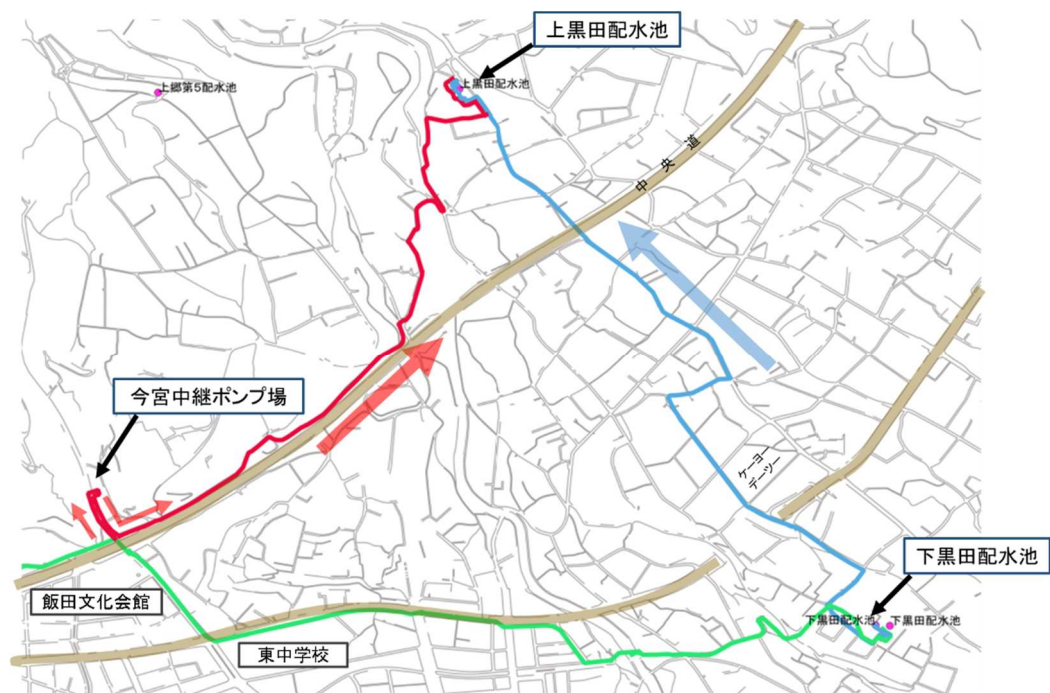 上黒田配水池
上黒田配水池
上郷第5配水池
中央道
今宮中継ポンプ場
ケーヨー
デーツー
下黒田配水池
飯田文化会館
下黒田配水池
下黒田配水池
東中学校